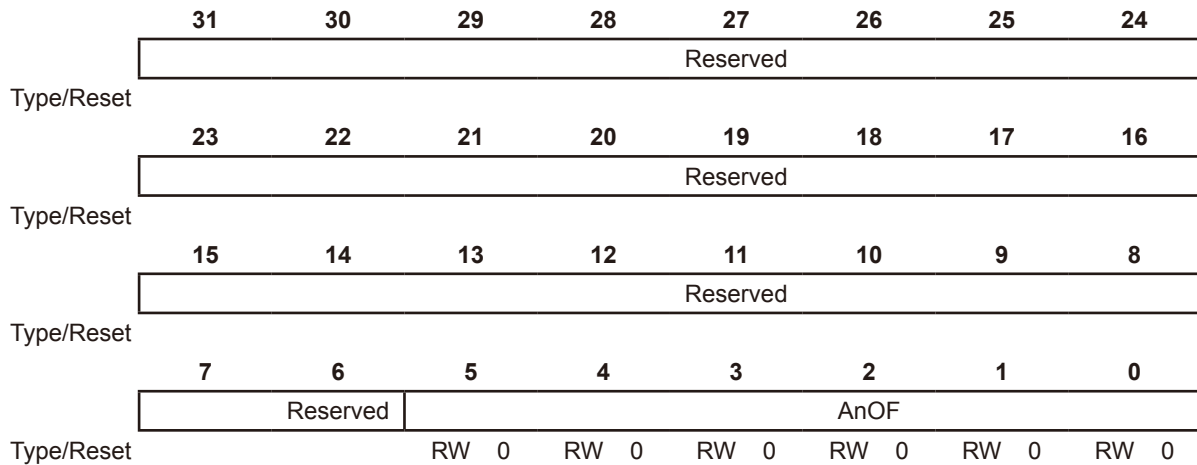 31 30 29 28 27 26 25 24
Reserved
Type/Reset
23 22 21 20 19 18 17 16
Reserved
Type/Reset
15 14 13 12 11 10 9 8
Reserved
Type/Reset
7 6 5 4 3 2 1 0
Reserved AnOF
Type/Reset RW 0 RW 0 RW 0 RW 0 RW 0 RW 0